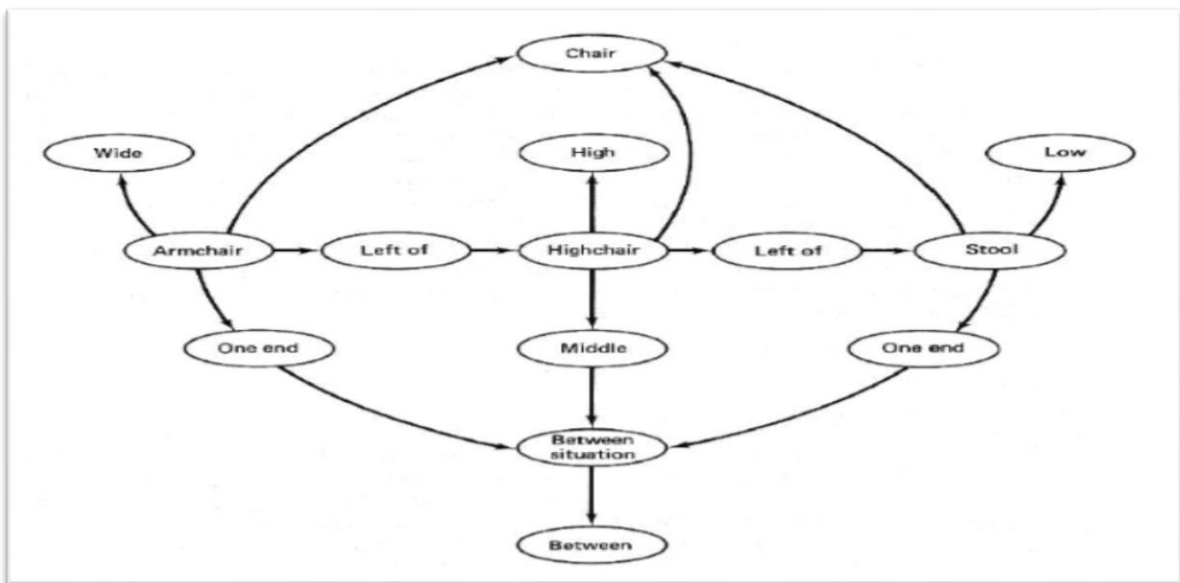 Chair
Wide
High
Low
Armchair
Left of
Highchair
Left of
Stool
One end
Middle
One end
Between
situation
Between